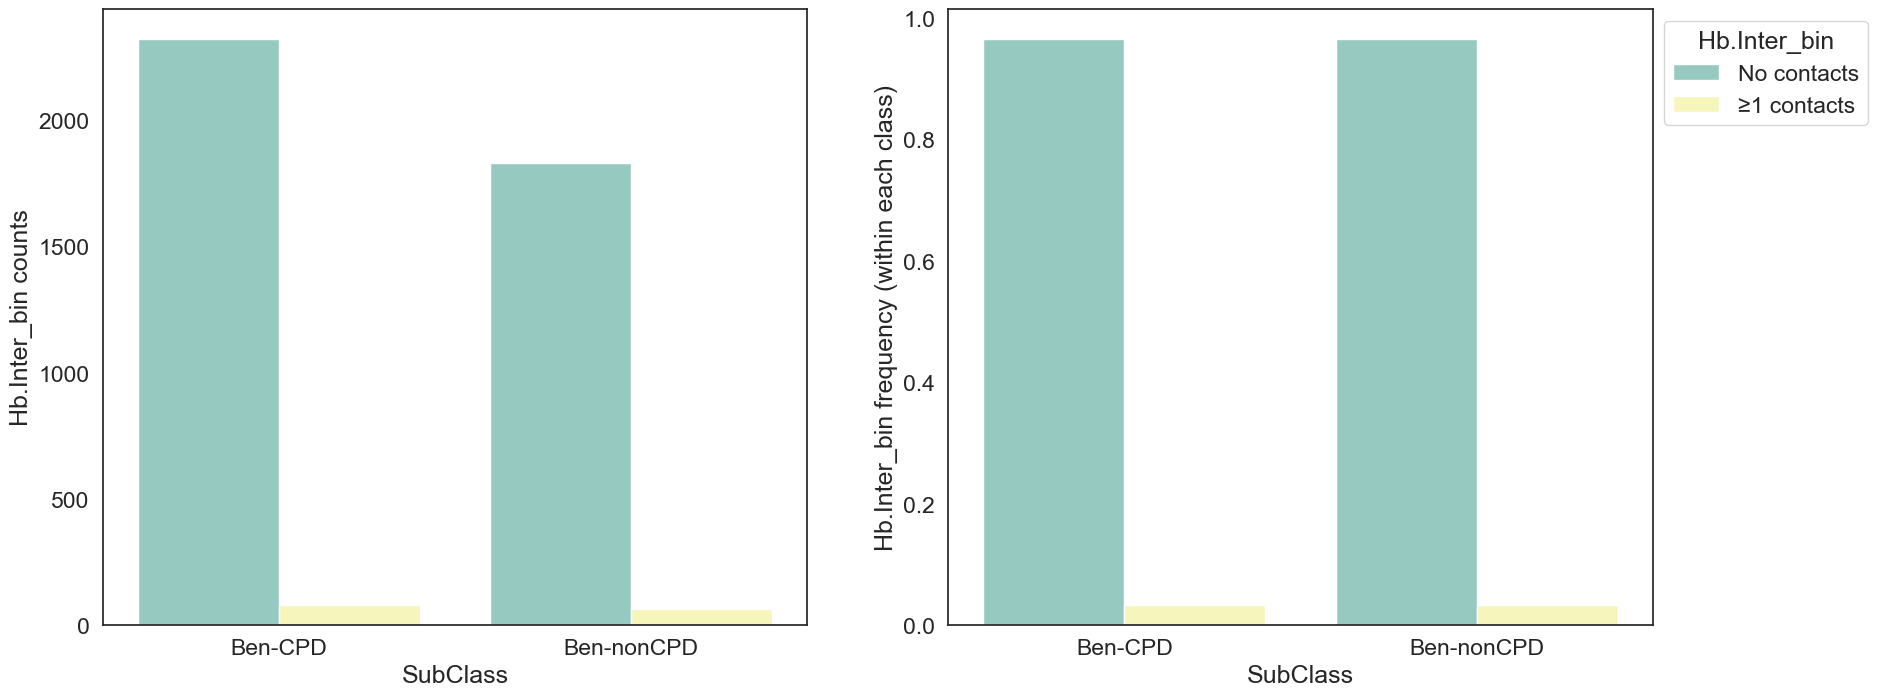 Hb.Inter_bin counts
2000
1500
1000
500
0
Ben-CPD
Ben-nonCPD
SubClass
Hb.Inter_bin frequency (within each class)
1.0
0.8
0.6
0.4
0.2
0.0
Ben-CPD
Ben-nonCPD
SubClass
Hb.Inter_bin
No contacts
≥1 contacts